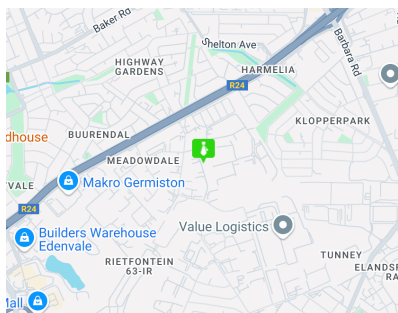 Baker Rd
Shelton Ave
Barbara Rd
HIGHWAY
GARDENS
HARMELIA
R24
KLOPPERPARK
dhouse
BUURENDAL
MEADOWDALE
VALE
Makro Germiston
R24
Value Logistics
Builders Warehouse
Edenvale
TUNNEY
RIETFONTEIN
63-IR
ELANDSF
RA
Mall